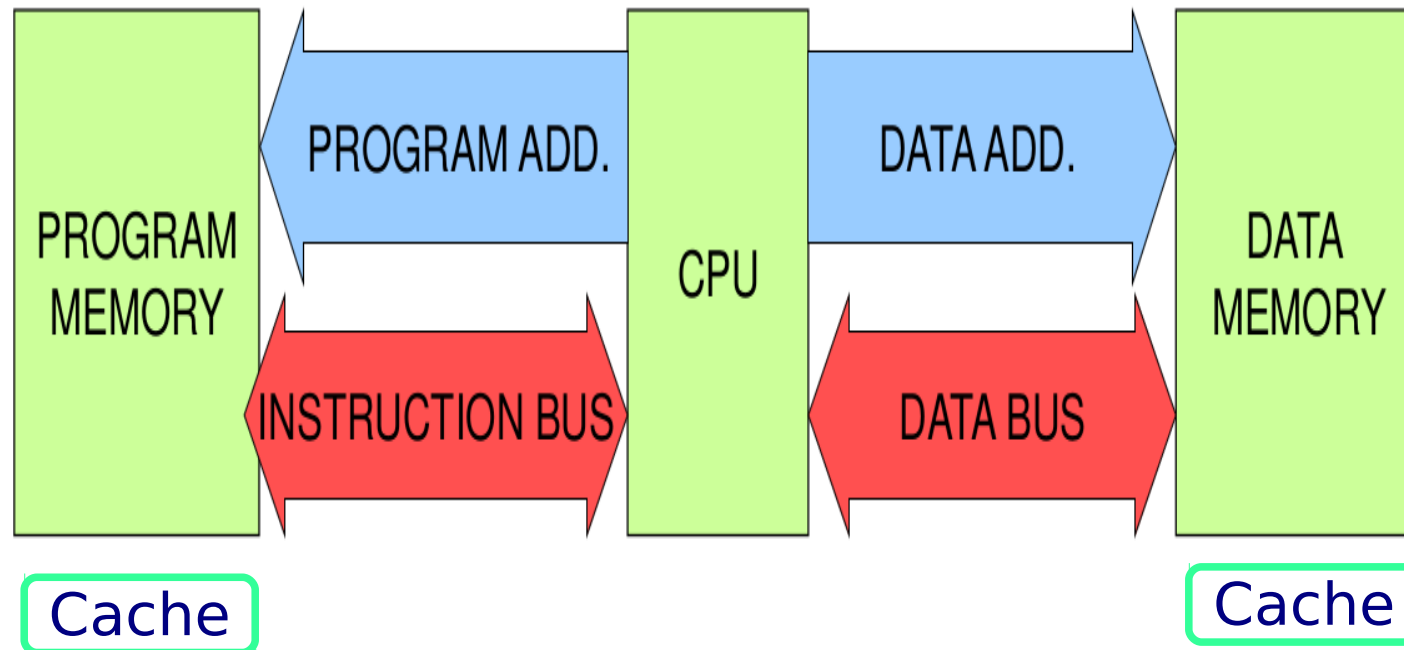 PROGRAM ADD.
DATA ADD.
PROGRAM
MEMORY
CPU
DATA
MEMORY
INSTRUCTION BUS
DATA BUS
Cache
Cache